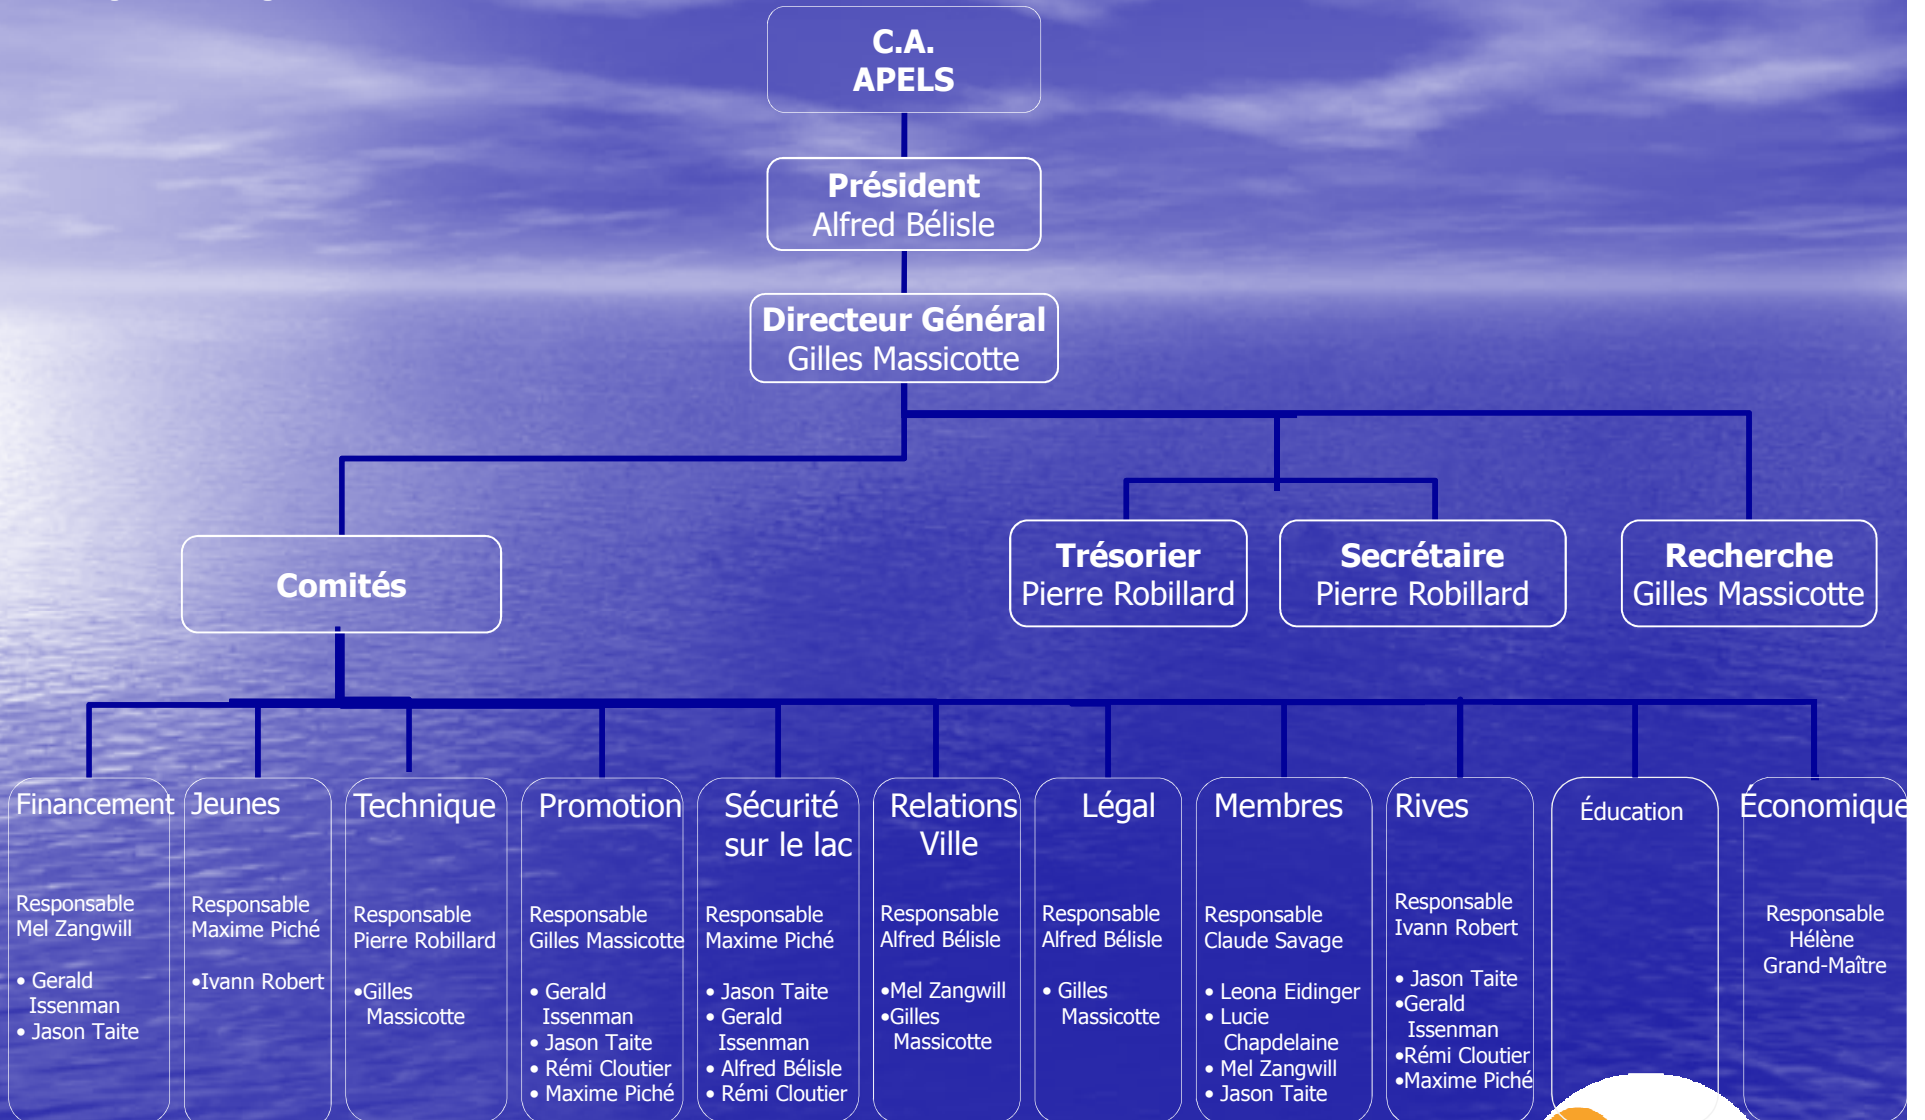 C.A.
APELS
Président
Alfred Bélisle
Directeur Général
Gilles Massicotte
Comités
Trésorier
Pierre Robillard
Secrétaire
Pierre Robillard
Recherche
Gilles Massicotte
Financement
Responsable
Mel Zangwill
• Gerald
Issenman
• Jason Taite
Jeunes
Responsable
Maxime Piché
•Ivann Robert
Technique
Responsable
Pierre Robillard
•Gilles
Massicotte
Promotion
Responsable
Gilles Massicotte
• Gerald
Issenman
• Jason Taite
• Rémi Cloutier
• Maxime Piché
Sécurité
sur le lac
Responsable
Maxime Piché
• Jason Taite
• Gerald
Issenman
• Alfred Bélisle
• Rémi Cloutier
Relations
Ville
Responsable
Alfred Bélisle
•Mel Zangwill
•Gilles
Massicotte
Légal
Responsable
Alfred Bélisle
• Gilles
Massicotte
Membres
Responsable
Claude Savage
• Leona Eidinger
• Lucie
Chapdelaine
• Mel Zangwill
• Jason Taite
Rives
Responsable
Ivann Robert
• Jason Taite
•Gerald
Issenman
•Rémi Cloutier
•Maxime Piché
Éducation
Économique
Responsable
Hélène
Grand-Maître